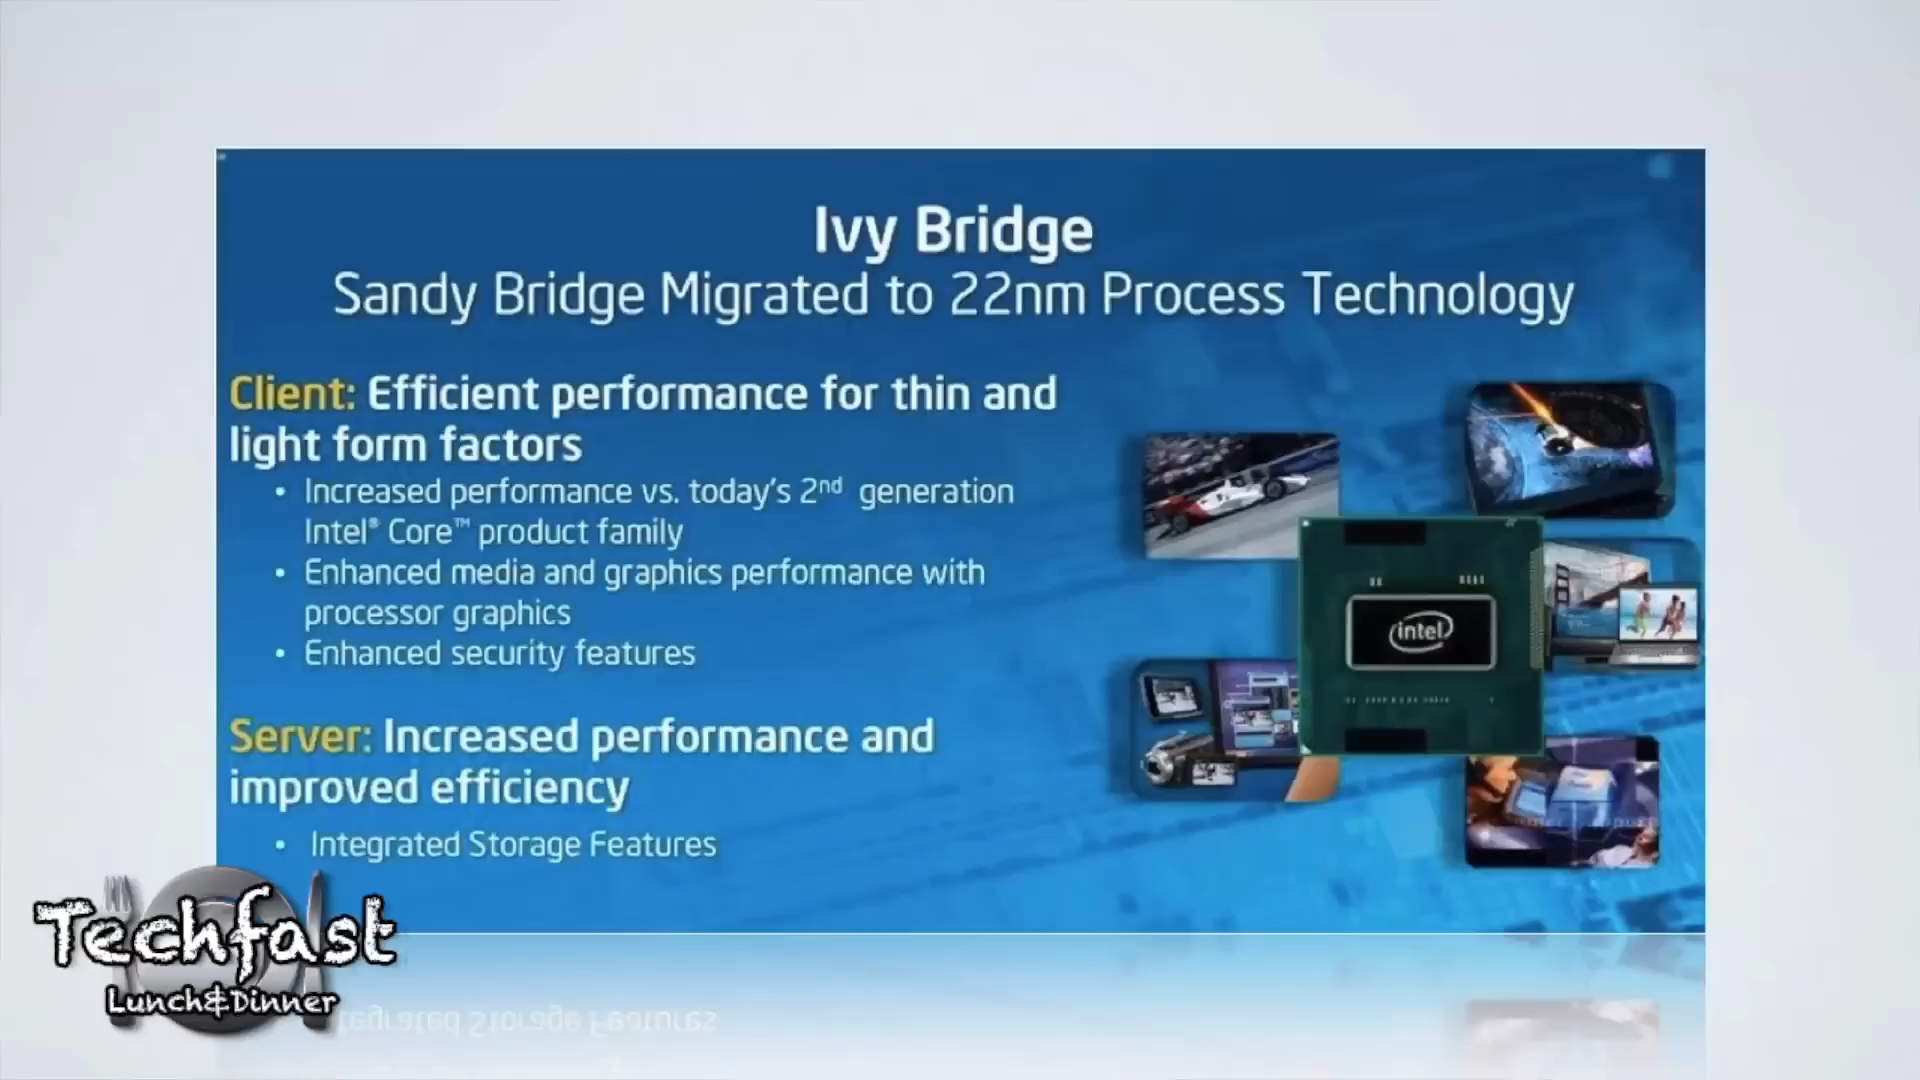 Ivy Bridge
Sandy Bridge Migrated to 22nm Process Technology
Client: Efficient performance for thin and
light form factors
• Increased performance vs. today's 2nd generation
Intel® Core™ product family
• Enhanced media and graphics performance with
processor graphics
• Enhanced security features
Server: Increased performance and
improved efficiency
• Integrated Storage Features
intel
Techfast
Lunch&Dinner